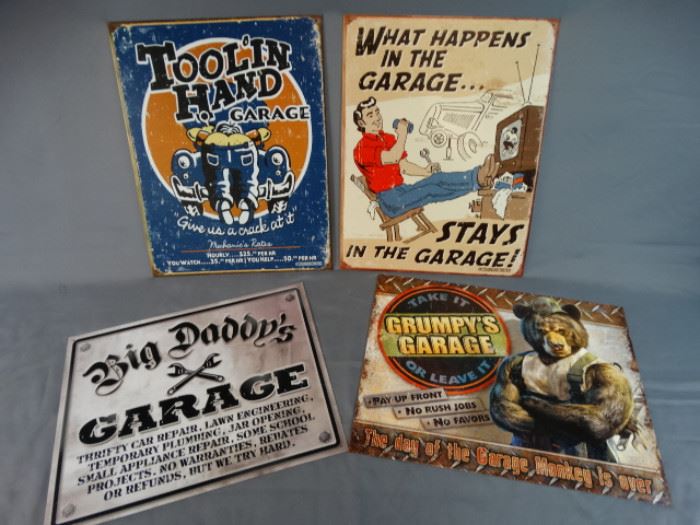 TOOL'IN
HAND
GARAGE
"Give us a crack at it"
Mechanic's Rates
HOURLY....$25.00 PER HR
YOU WATCH....35.00 PER HR YOU HELP....50.00 PER HR
WHAT HAPPENS
IN THE
GARAGE...
STAYS
IN THE GARAGE!
Big Daddy's
GARAGE
THRIFTY CAR REPAIR, LAWN ENGINEERING,
TEMPORARY PLUMBING, JAR OPENING,
SMALL APPLIANCE REPAIR, SOME SCHOOL
PROJECTS. NO WARRANTIES, REBATES
OR REFUNDS, BUT WE TRY HARD.
TAKE IT
GRUMPY'S
GARAGE
OR LEAVE IT
• PAY UP FRONT
• NO RUSH JOBS
• NO FAVORS
The day of the Garage Monkey is over